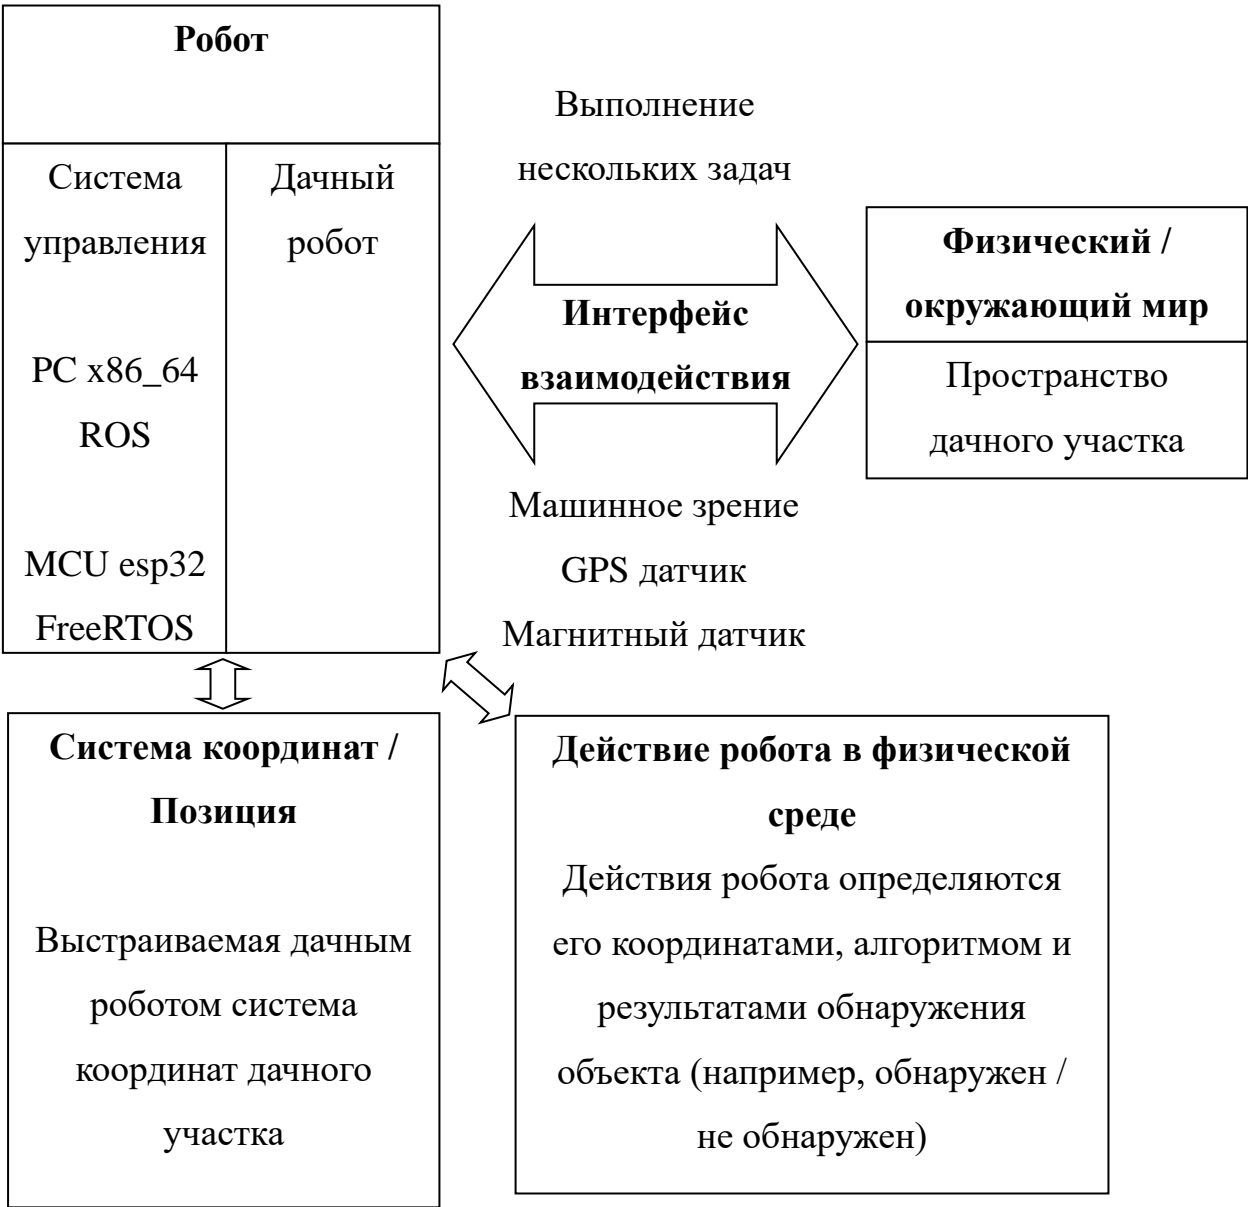 Робот
Система
управления
PC x86_64
ROS
MCU esp32
FreeRTOS
Дачный
робот
Выполнение
нескольких задач
Интерфейс
взаимодействия
Машинное зрение
GPS датчик
Магнитный датчик
Физический /
окружающий мир
Пространство
дачного участка
Система координат /
Позиция
Выстраиваемая дачным
роботом система
координат дачного
участка
Действие робота в физической
среде
Действия робота определяются
его координатами, алгоритмом и
результатами обнаружения
объекта (например, обнаружен /
не обнаружен)